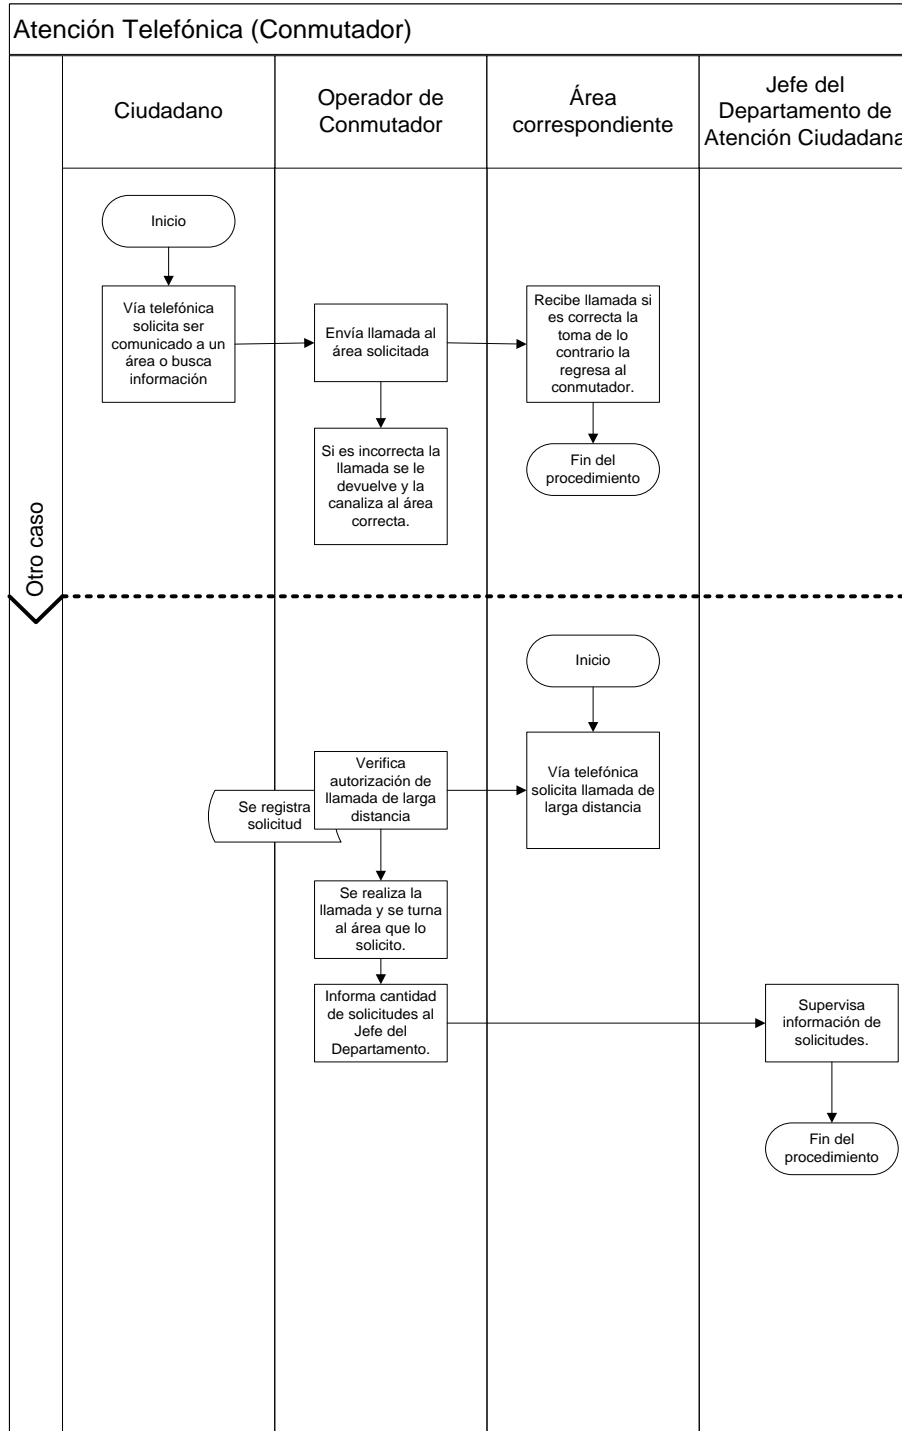 Atención Telefónica (Conmutador)
Ciudadano
Operador de
Conmutador
Área
correspondiente
Jefe del
Departamento de
Atención Ciudadana
Inicio
Vía telefónica
solicita ser
comunicado a un
área o busca
información
Envía llamada al
área solicitada
Recibe llamada si
es correcta la
toma de lo
contrario la
regresa al
conmutador.
Si es incorrecta la
llamada se le
devuelve y la
canaliza al área
correcta.
Fin del
procedimiento
Otro caso
Inicio
Vía telefónica
solicita llamada de
larga distancia
Verifica
autorización de
llamada de larga
distancia
Se registra
solicitud
Se realiza la
llamada y se turna
al área que lo
solicito.
Informa cantidad
de solicitudes al
Jefe del
Departamento.
Supervisa
información de
solicitudes.
Fin del
procedimiento